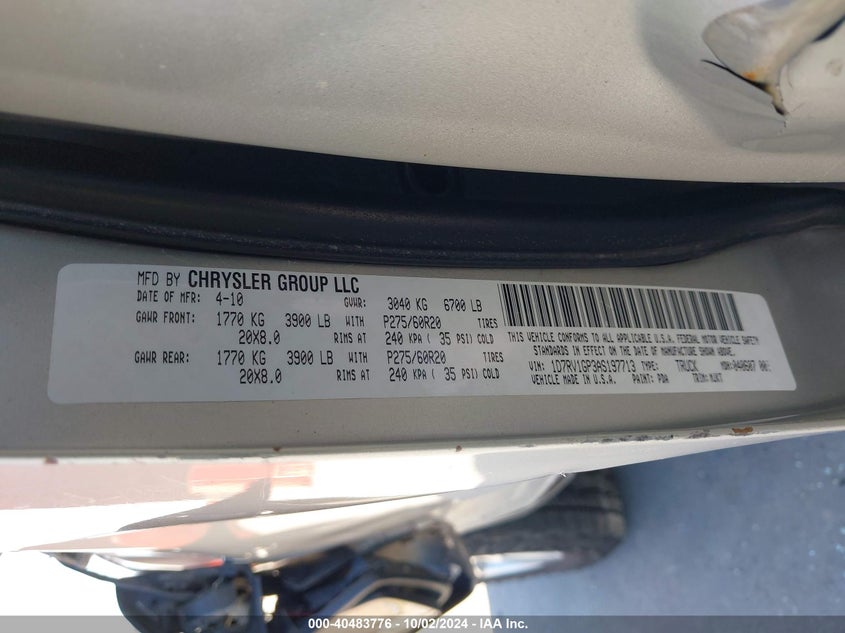 MFD BY CHRYSLER GROUP LLC
DATE OF MFR: 4-10 GVWR: 3040 KG 6700 LB
GAWR FRONT: 1770 KG 3900 LB WITH P275/60R20 TIRES
20X8.0 RIMS AT 240 KPA ( 35 PSI) COLD
GAWR REAR: 1770 KG 3900 LB WITH P275/60R20 TIRES
20X8.0 RIMS AT 240 KPA ( 35 PSI) COLD
THIS VEHICLE CONFORMS TO ALL APPLICABLE U.S.A. FEDERAL MOTOR VEHICLE SAFETY
STANDARDS IN EFFECT ON THE DATE OF MANUFACTURE SHOWN ABOVE.
VIN: 1D7RV1GP3AS197713 TYPE: TRUCK MDH: 040607
VEHICLE MADE IN U.S.A. PAINT: PDA TRIM:
000-40483776 - 10/02/2024 - IAA Inc.